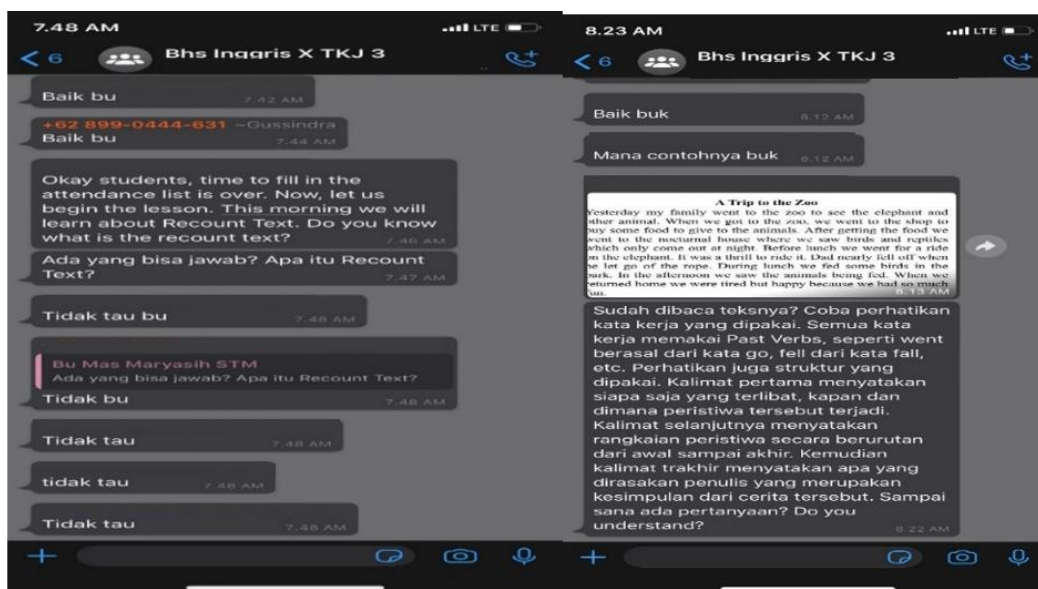 7.48 AM
LTE
6
Bhs Inggris X TKJ 3
Baik bu
7.42 AM
+62 899-0444-631 ~Gussindra
Baik bu
7.44 AM
Okay students, time to fill in the
attendance list is over. Now, let us
begin the lesson. This morning we will
learn about Recount Text. Do you know
what is the recount text?
7.46 AM
Ada yang bisa jawab? Apa itu Recount
Text?
7.47 AM
Tidak tau bu
7.48 AM
Bu Mas Maryasih STM
Ada yang bisa jawab? Apa itu Recount Text?
Tidak bu
7.48 AM
Tidak tau
7.48 AM
tidak tau
7.48 AM
Tidak tau
7.48 AM
8.23 AM
LTE
6
Bhs Inggris X TKJ 3
Baik buk
8.12 AM
Mana contohnya buk
8.12 AM
A Trip to the Zoo
Yesterday my family went to the zoo to see the elephant and
other animal. When we got to the zoo, we went to the shop to
buy some food to give to the animals. After getting the food we
went to the nocturnal house where we saw birds and reptiles
which only come out at night. Before lunch we went for a ride
on the elephant. It was a thrill to ride it. Dad nearly fell off when
he let go of the rope. During lunch we fed some birds in the
park. In the afternoon we saw the animals being fed. When we
returned home we were tired but happy because we had so much
fun.
8.13 AM
Sudah dibaca teksnya? Coba perhatikan
kata kerja yang dipakai. Semua kata
kerja memakai Past Verbs, seperti went
berasal dari kata go, fell dari kata fall,
etc. Perhatikan juga struktur yang
dipakai. Kalimat pertama menyatakan
siapa saja yang terlibat, kapan dan
dimana peristiwa tersebut terjadi.
Kalimat selanjutnya menyatakan
rangkaian peristiwa secara berurutan
dari awal sampai akhir. Kemudian
kalimat trakhir menyatakan apa yang
dirasakan penulis yang merupakan
kesimpulan dari cerita tersebut. Sampai
sana ada pertanyaan? Do you
understand?
8.22 AM